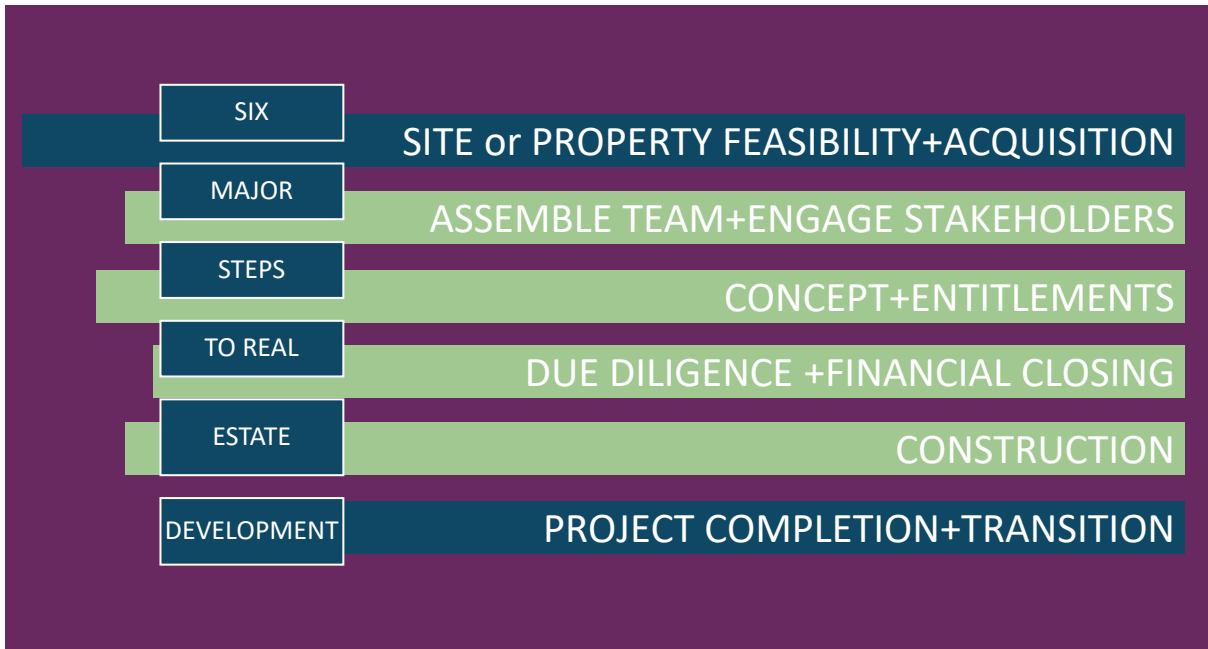 SIX
SITE or PROPERTY FEASIBILITY+ACQUISITION
MAJOR
ASSEMBLE TEAM+ENGAGE STAKEHOLDERS
STEPS
CONCEPT+ENTITLEMENTS
TO REAL
DUE DILIGENCE +FINANCIAL CLOSING
ESTATE
CONSTRUCTION
DEVELOPMENT
PROJECT COMPLETION+TRANSITION